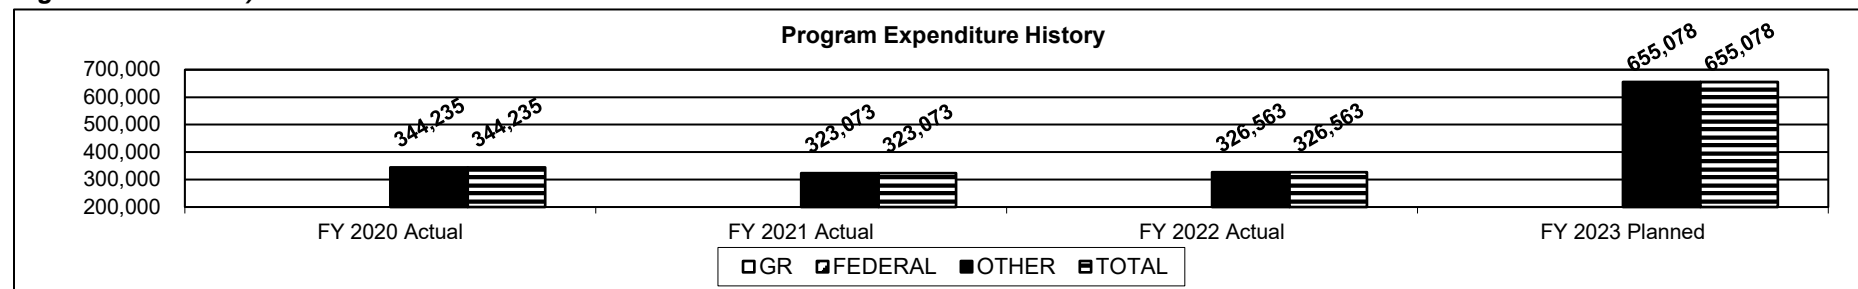 Program Expenditure History
700,000
600,000
500,000
400,000
300,000
200,000
344,235
344,235
323,073
323,073
326,563
326,563
655,078
655,078
FY 2020 Actual
FY 2021 Actual
FY 2022 Actual
FY 2023 Planned
GR FEDERAL OTHER TOTAL